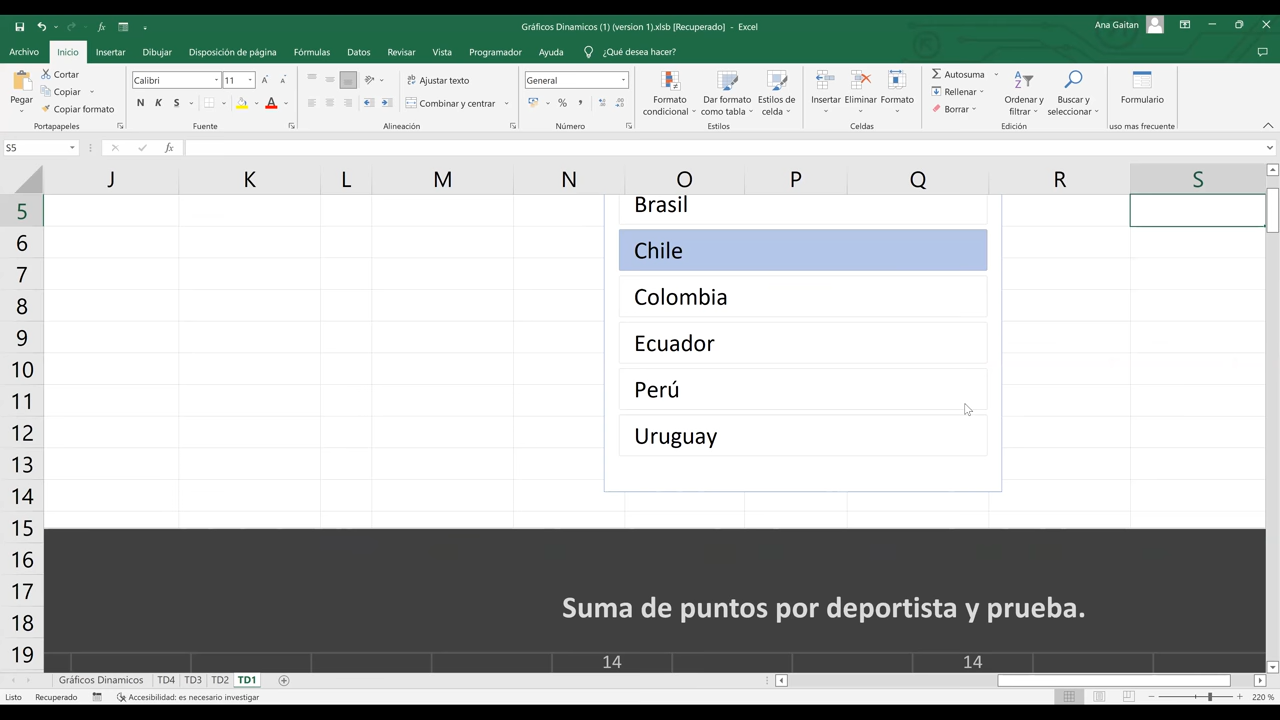 Gráficos Dinamicos (1) (version 1).xlsb [Recuperado] - Excel
Ana Gaitan
Archivo Inicio Insertar Dibujar Disposición de página Fórmulas Datos Revisar Vista Programador Ayuda ¿Qué desea hacer?
Pegar
Cortar
Copiar
Copiar formato
Portapapeles
Calibri 11
N K S
Fuente
Ajustar texto
Combinar y centrar
Alineación
General
% 
Número
Formato condicional
Dar formato como tabla
Estilos de celda
Estilos
Insertar Eliminar Formato
Celdas
Autosuma
Rellenar
Borrar
Ordenar y filtrar
Buscar y seleccionar
Edición
Formulario
uso mas frecuente
S5 fx
J K L M N O P Q R S
5 Brasil
6 Chile
7
8 Colombia
9 Ecuador
10
11 Perú
12 Uruguay
13
14
15
16
17
18 Suma de puntos por deportista y prueba.
19 14 14
Gráficos Dinamicos TD4 TD3 TD2 TD1
Listo Recuperado Accesibilidad: es necesario investigar 220 %